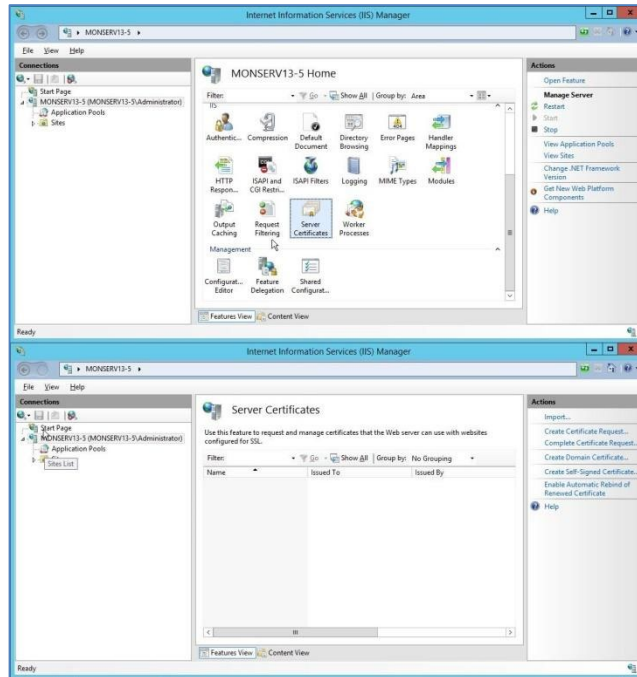 Internet Information Services (IIS) Manager
MONSERV13-5
File View Help
Connections
Start Page
MONSERV13-5 (MONSERV13-5\Administrator)
Application Pools
Sites
MONSERV13-5 Home
Filter: Go Show All Group by: Area
IIS
Authentic... Compression Default Document Directory Browsing Error Pages Handler Mappings
HTTP Respon... ISAPI and CGI Restri... ISAPI Filters Logging MIME Types Modules
Output Caching Request Filtering Server Certificates Worker Processes
Management
Configurat... Editor Feature Delegation Shared Configurat...
Features View Content View
Actions
Open Feature
Manage Server
Restart
Start
Stop
View Application Pools
View Sites
Change .NET Framework
Version
Get New Web Platform
Components
Help
Ready
Internet Information Services (IIS) Manager
MONSERV13-5
File View Help
Connections
Start Page
MONSERV13-5 (MONSERV13-5\Administrator)
Application Pools
Sites List
Server Certificates
Use this feature to request and manage certificates that the Web server can use with websites
configured for SSL.
Filter: Go Show All Group by: No Grouping
Name Issued To Issued By
Features View Content View
Actions
Import...
Create Certificate Request...
Complete Certificate Request...
Create Domain Certificate...
Create Self-Signed Certificate...
Enable Automatic Rebind of
Renewed Certificate
Help
Ready